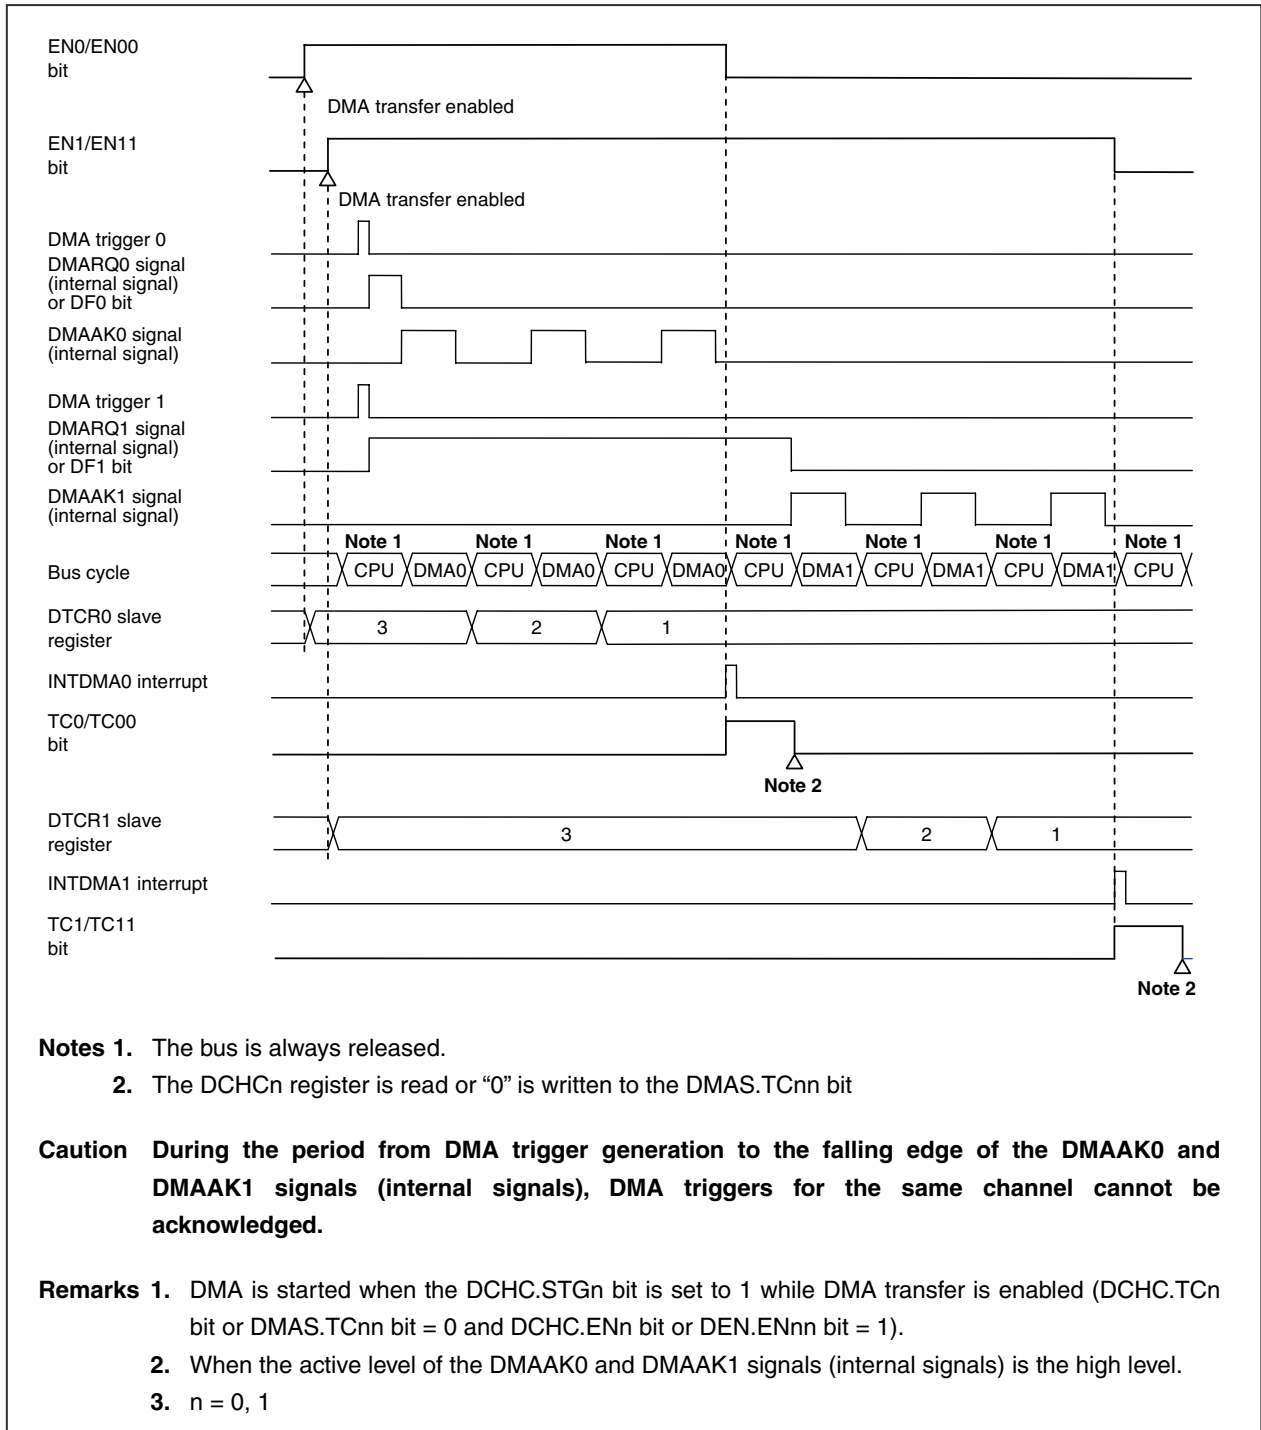 EN0/EN00
bit
DMA transfer enabled
EN1/EN11
bit
DMA transfer enabled
DMA trigger 0
DMARQ0 signal
(internal signal)
or DF0 bit
DMAAK0 signal
(internal signal)
DMA trigger 1
DMARQ1 signal
(internal signal)
or DF1 bit
DMAAK1 signal
(internal signal)
Note 1 Note 1 Note 1 Note 1 Note 1 Note 1 Note 1
Bus cycle CPU DMA0 CPU DMA0 CPU DMA0 CPU DMA1 CPU DMA1 CPU DMA1 CPU
DTCR0 slave
register
3 2 1
INTDMA0 interrupt
TC0/TC00
bit
Note 2
DTCR1 slave
register
3 2 1
INTDMA1 interrupt
TC1/TC11
bit
Note 2
Notes 1. The bus is always released.
2. The DCHCn register is read or “0” is written to the DMAS.TCnn bit
Caution During the period from DMA trigger generation to the falling edge of the DMAAK0 and
DMAAK1 signals (internal signals), DMA triggers for the same channel cannot be
acknowledged.
Remarks 1. DMA is started when the DCHC.STGn bit is set to 1 while DMA transfer is enabled (DCHC.TCn
bit or DMAS.TCnn bit = 0 and DCHC.ENn bit or DEN.ENnn bit = 1).
2. When the active level of the DMAAK0 and DMAAK1 signals (internal signals) is the high level.
3. n = 0, 1